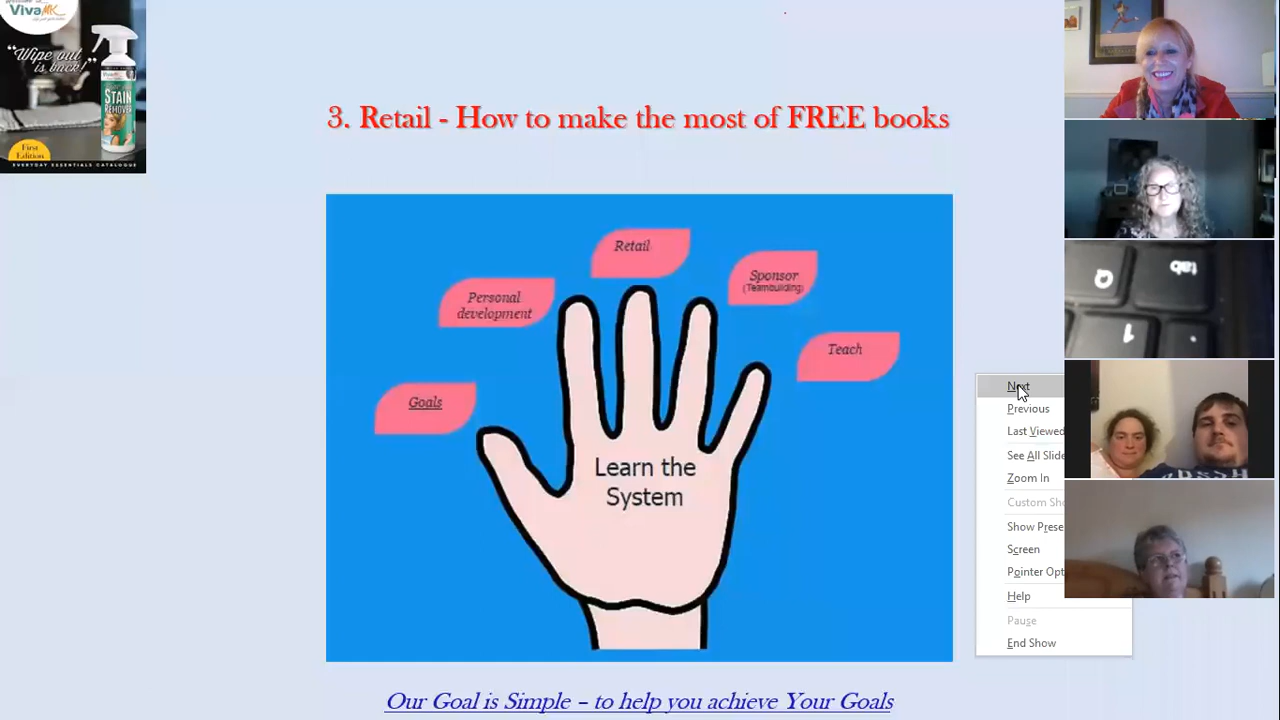 VivaMK
"Wipe out
is back!"
STAIN
REMOVER
First
Edition
EVERYDAY ESSENTIALS CATALOGUE
3. Retail - How to make the most of FREE books
Retail
Sponsor
(Teambuilding)
Personal
development
Teach
Goals
Learn the
System
Next
Previous
Last Viewed
See All Slide
Zoom In
Custom Sh
Show Prese
Screen
Pointer Opt
Help
Pause
End Show
Our Goal is Simple – to help you achieve Your Goals
tab
Q
1